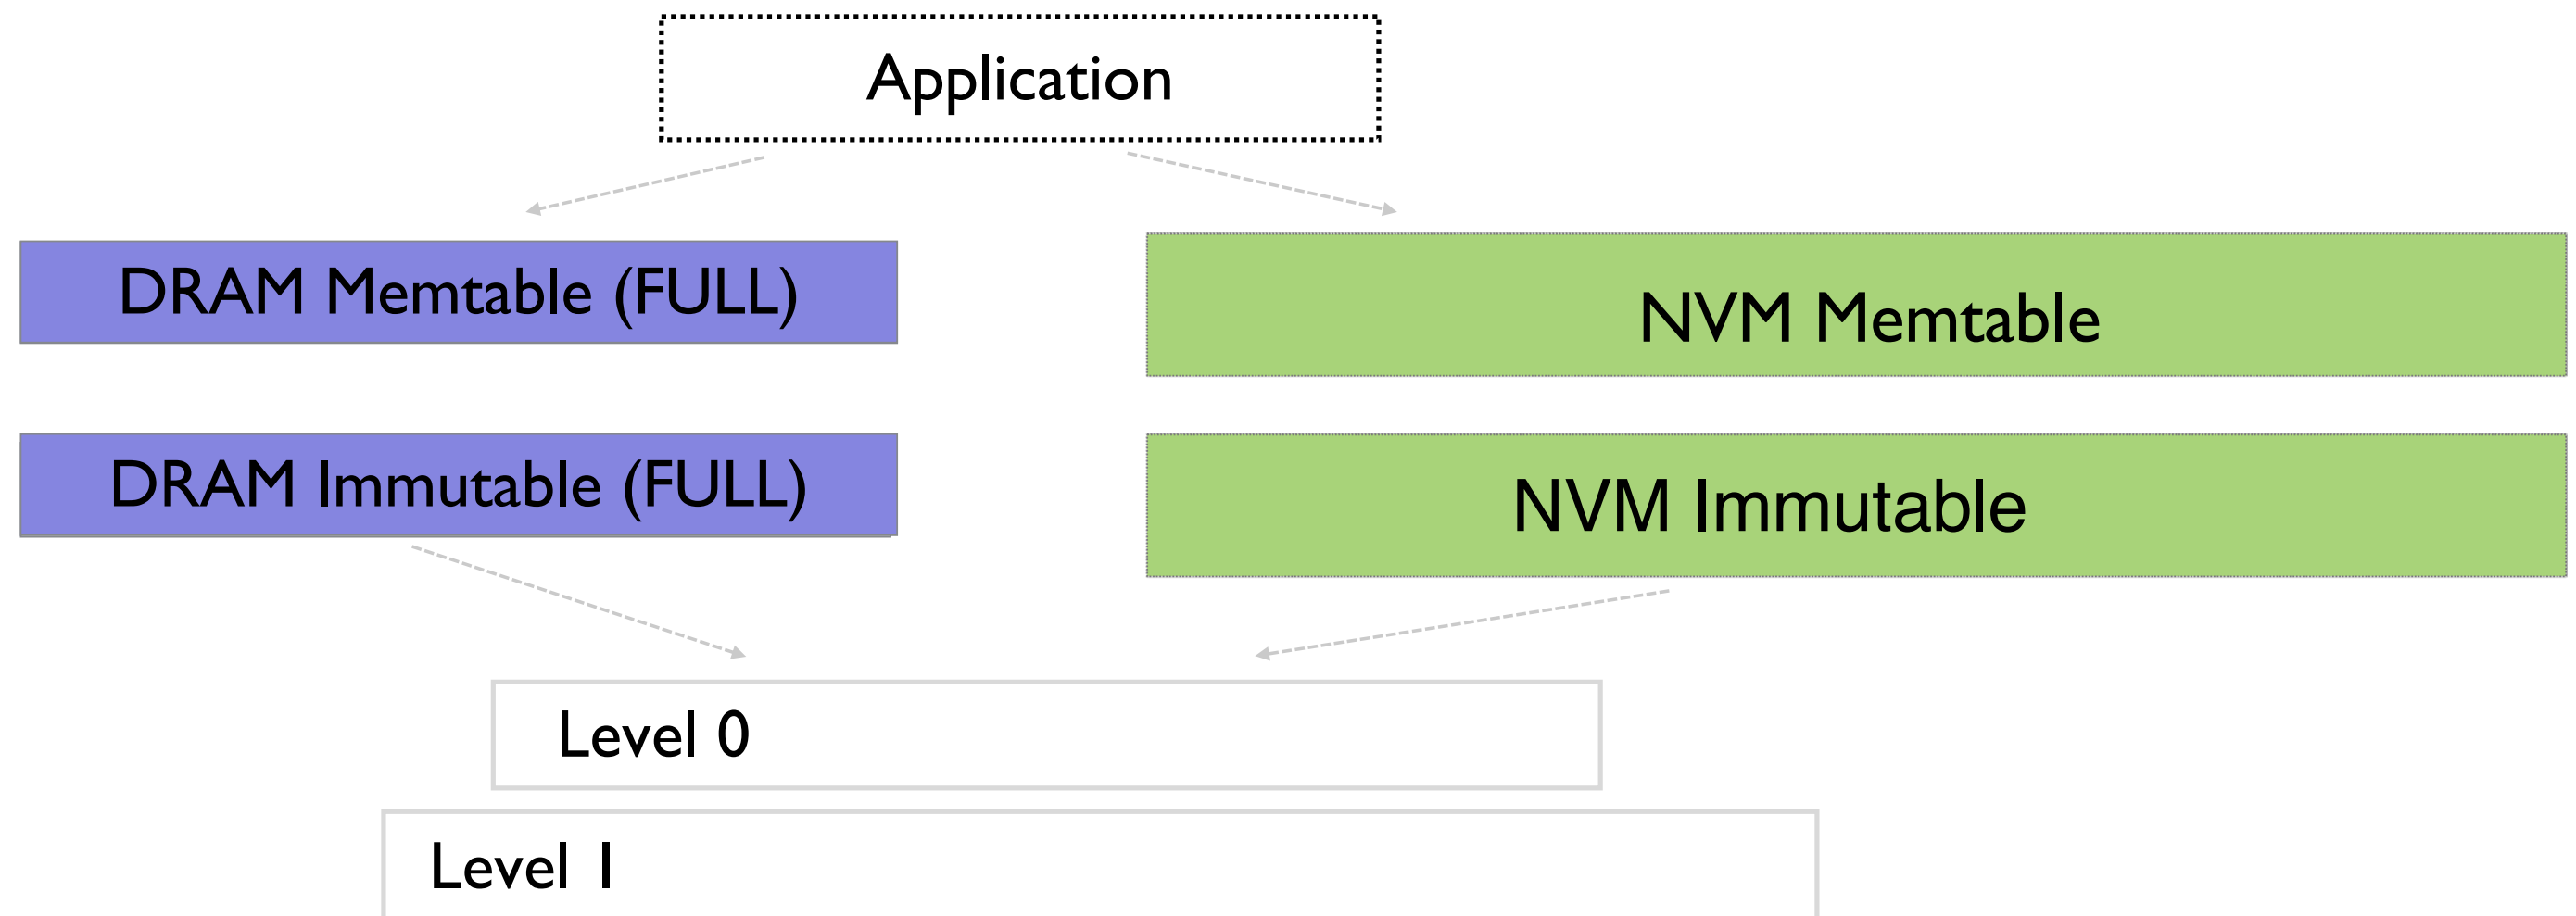 Application
DRAM Memtable (FULL)
NVM Memtable
DRAM Immutable (FULL)
NVM Immutable
Level 0
Level 1